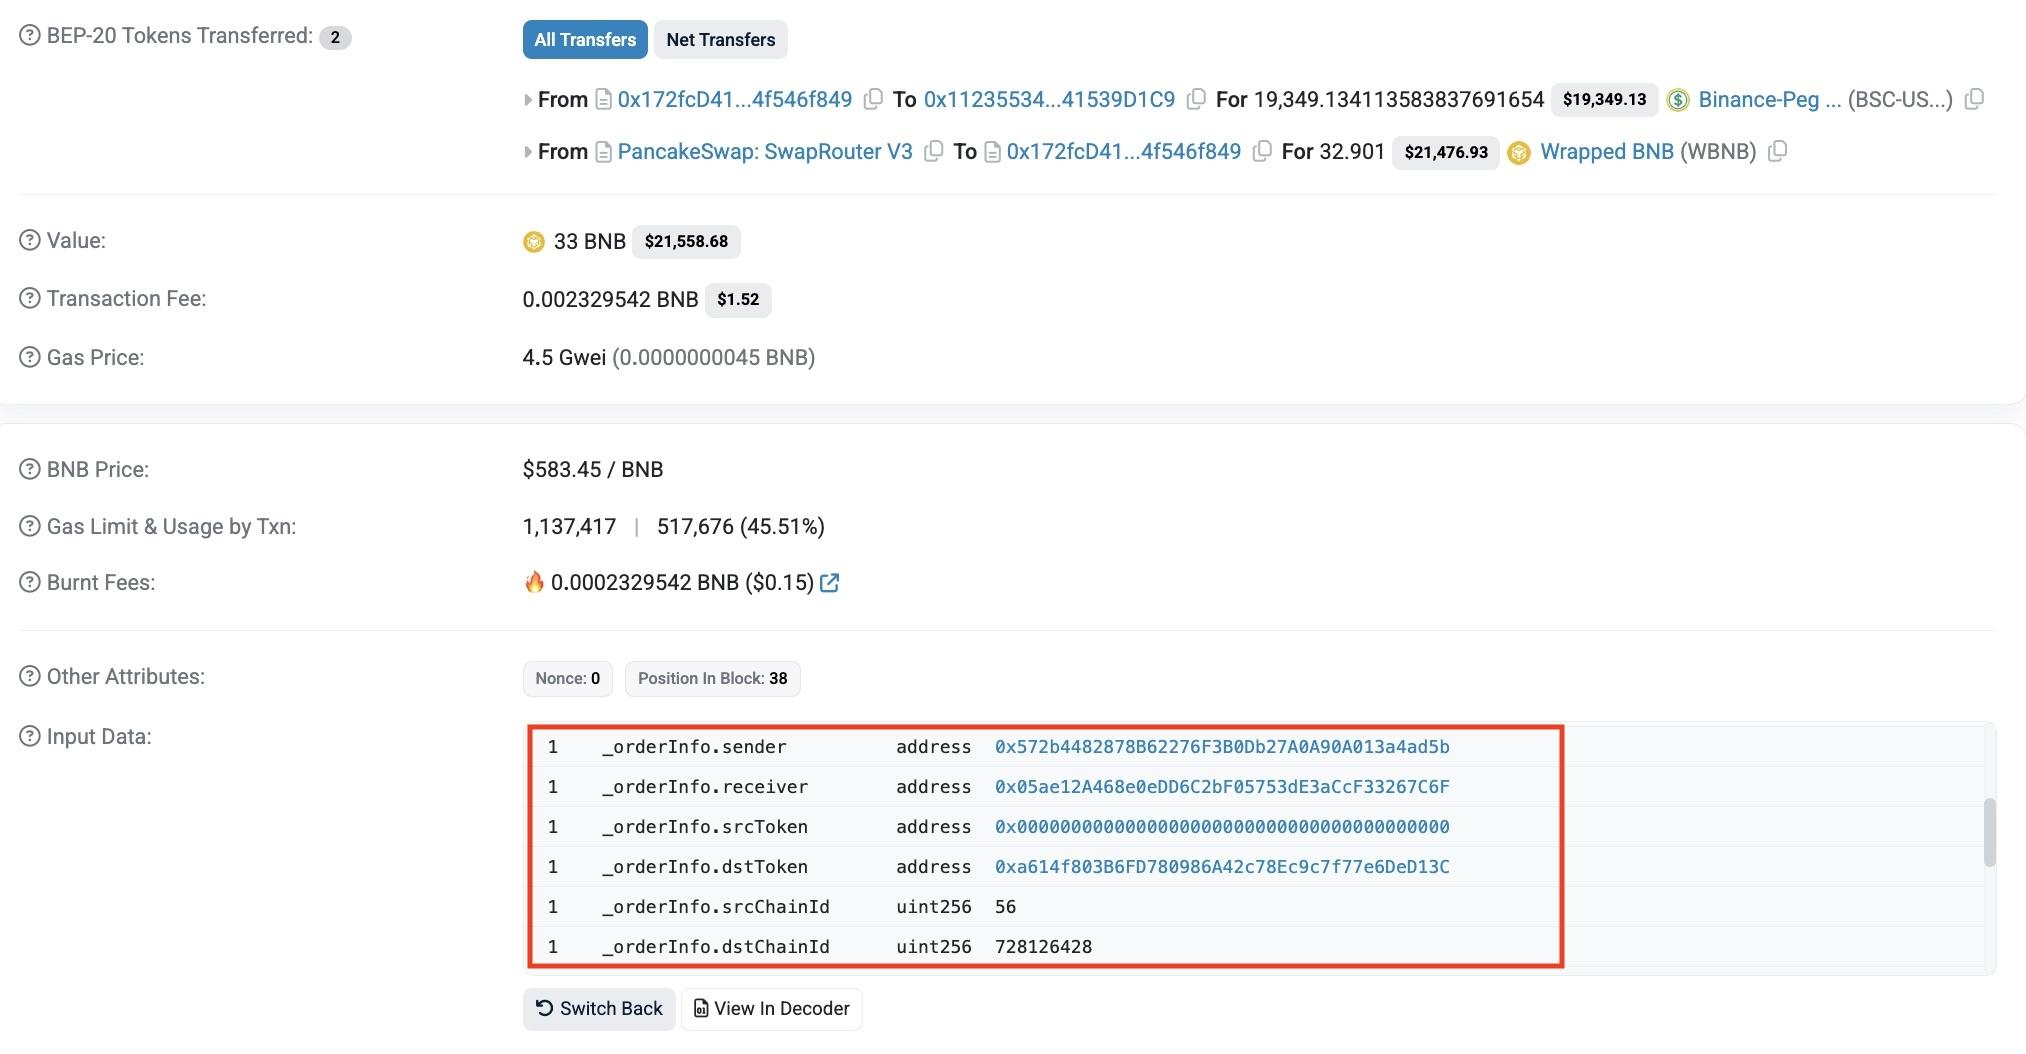 BEP-20 Tokens Transferred: 2
All Transfers Net Transfers
From 0x172fcD41...4f546f849 To 0x11235534...41539D1C9 For 19,349.134113583837691654 $19,349.13 Binance-Peg ... (BSC-US...)
From PancakeSwap: SwapRouter V3 To 0x172fcD41...4f546f849 For 32.901 $21,476.93 Wrapped BNB (WBNB)
Value: 33 BNB $21,558.68
Transaction Fee: 0.002329542 BNB $1.52
Gas Price: 4.5 Gwei (0.0000000045 BNB)
BNB Price: $583.45 / BNB
Gas Limit & Usage by Txn: 1,137,417 | 517,676 (45.51%)
Burnt Fees: 0.0002329542 BNB ($0.15)
Other Attributes: Nonce: 0 Position In Block: 38
Input Data:
1 _orderInfo.sender address 0x572b4482878B62276F3B0Db27A0A90A013a4ad5b
1 _orderInfo.receiver address 0x05ae12A468e0eDD6C2bF05753dE3aCcF33267C6F
1 _orderInfo.srcToken address 0x0000000000000000000000000000000000000000
1 _orderInfo.dstToken address 0xa614f803B6FD780986A42c78Ec9c7f77e6DeD13C
1 _orderInfo.srcChainId uint256 56
1 _orderInfo.dstChainId uint256 728126428
Switch Back View In Decoder